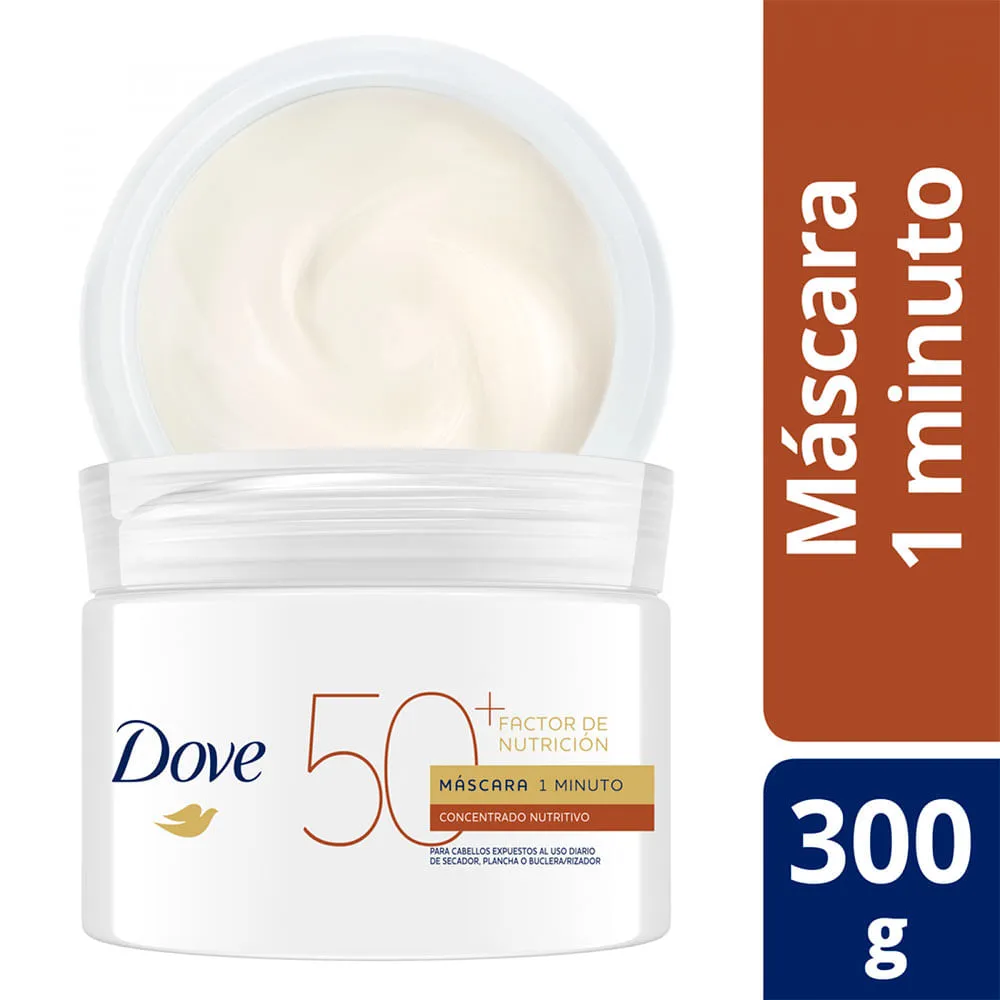 Dove
50+
FACTOR DE
NUTRICIÓN
MÁSCARA 1 MINUTO
CONCENTRADO NUTRITIVO
PARA CABELLOS EXPUESTOS AL USO DIARIO
DE SECADOR, PLANCHA O BUCLERA/RIZADOR
Máscara
1 minuto
300
g